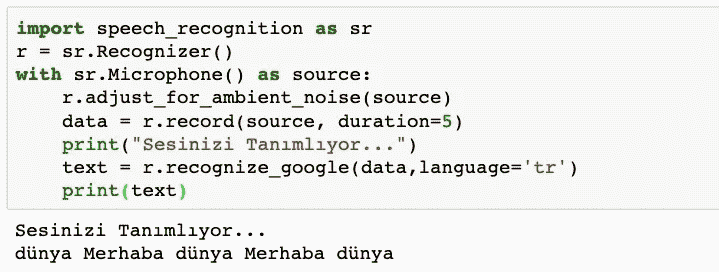 import speech_recognition as sr
r = sr.Recognizer()
with sr.Microphone() as source:
    r.adjust_for_ambient_noise(source)
    data = r.record(source, duration=5)
    print("Sesinizi Tanımlıyor...")
    text = r.recognize_google(data,language='tr')
    print(text)
Sesinizi Tanımlıyor...
dünya Merhaba dünya Merhaba dünya